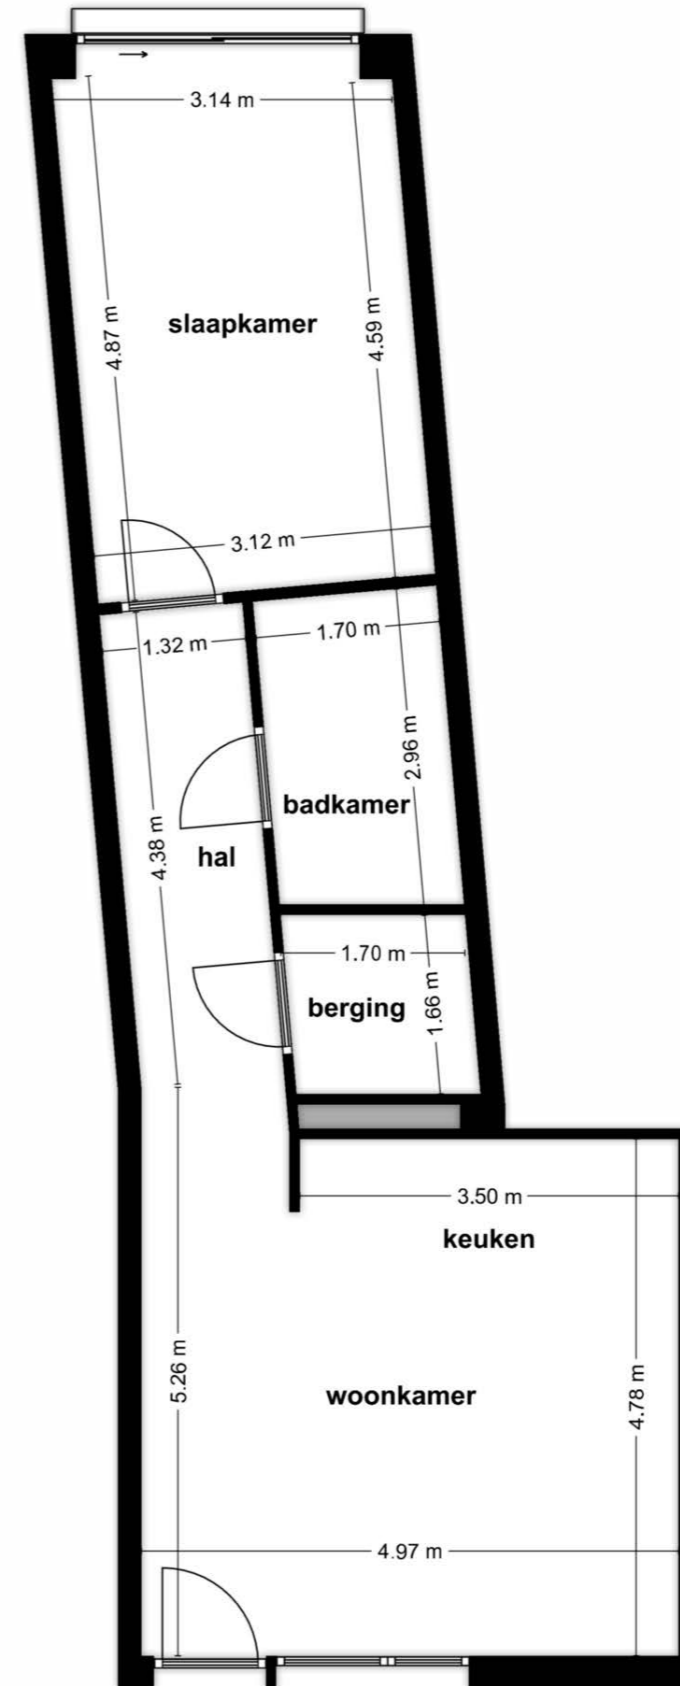 3.14 m
4.87 m
slaapkamer
4.59 m
3.12 m
1.32 m
1.70 m
2.96 m
badkamer
4.38 m
hal
1.70 m
berging
1.66 m
3.50 m
keuken
5.26 m
woonkamer
4.78 m
4.97 m